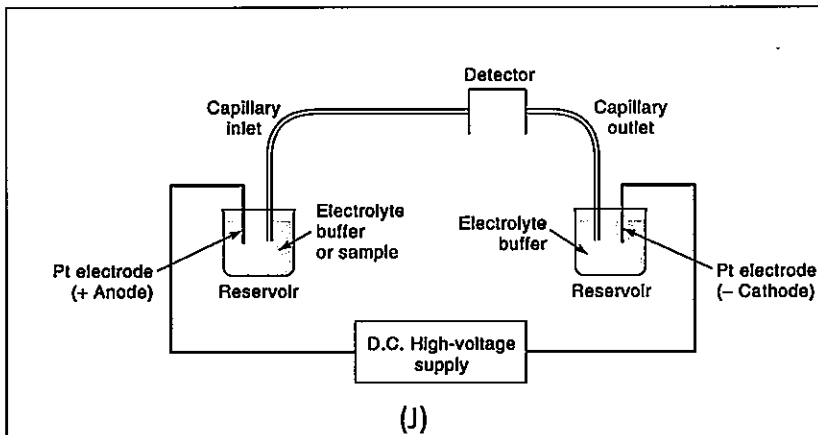 Detector
Capillary
inlet
Capillary
outlet
Electrolyte
buffer
or sample
Electrolyte
buffer
Pt electrode
(+ Anode)
Reservoir
Reservoir
Pt electrode
(– Cathode)
D.C. High-voltage
supply
(J)